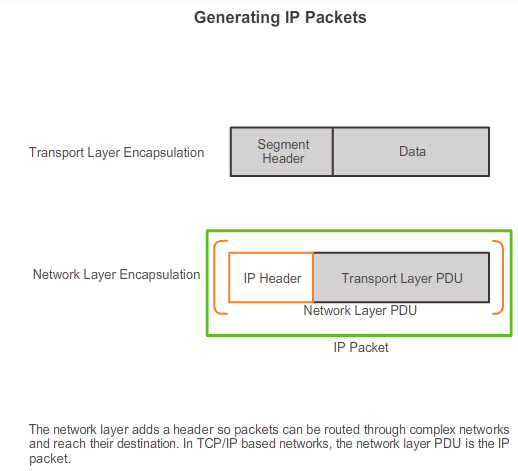 Generating IP Packets
Transport Layer Encapsulation
Segment
Header
Data
Network Layer Encapsulation
IP Header
Transport Layer PDU
Network Layer PDU
IP Packet
The network layer adds a header so packets can be routed through complex networks
and reach their destination. In TCP/IP based networks, the network layer PDU is the IP
packet.